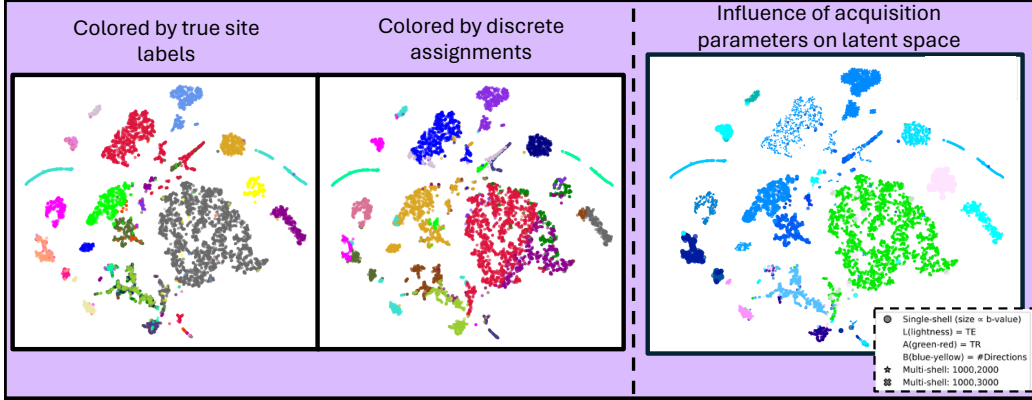 Colored by true site
labels
Colored by discrete
assignments
Influence of acquisition
parameters on latent space
Single-shell (size ∝ b-value)
L(lightness) = TE
A(green-red) = TR
B(blue-yellow) = #Directions
Multi-shell: 1000,2000
Multi-shell: 1000,3000